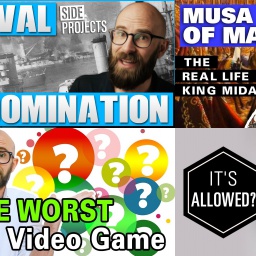 VAL
SIDE
PROJECTS
OMINATION
MUSA
OF MA
THE
REAL LIFE
KING MIDA
? ? ? ? ?
E WORST
Video Game
IT'S
ALLOWED?